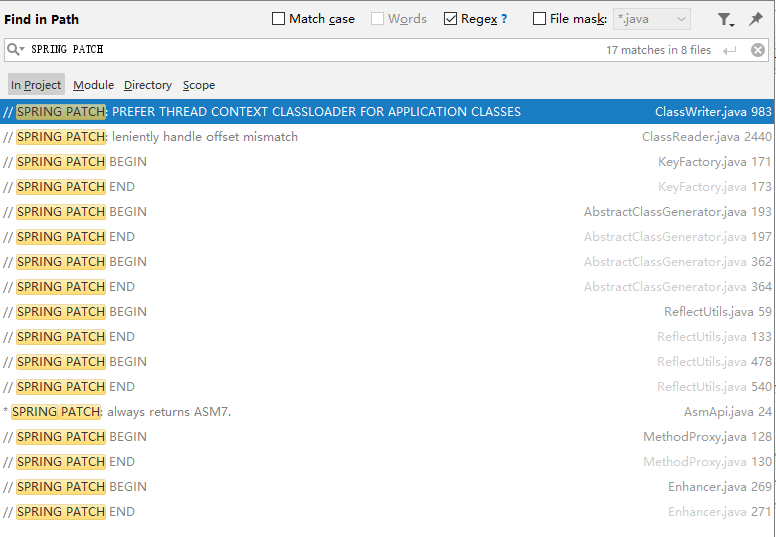 Find in Path Match case Words Regex ? File mask: *.java
SPRING PATCH 17 matches in 8 files
In Project Module Directory Scope
// SPRING PATCH: PREFER THREAD CONTEXT CLASSLOADER FOR APPLICATION CLASSES ClassWriter.java 983
// SPRING PATCH: leniently handle offset mismatch ClassReader.java 2440
// SPRING PATCH BEGIN KeyFactory.java 171
// SPRING PATCH END KeyFactory.java 173
// SPRING PATCH BEGIN AbstractClassGenerator.java 193
// SPRING PATCH END AbstractClassGenerator.java 197
// SPRING PATCH BEGIN AbstractClassGenerator.java 362
// SPRING PATCH END AbstractClassGenerator.java 364
// SPRING PATCH BEGIN ReflectUtils.java 59
// SPRING PATCH END ReflectUtils.java 133
// SPRING PATCH BEGIN ReflectUtils.java 478
// SPRING PATCH END ReflectUtils.java 540
* SPRING PATCH: always returns ASM7. AsmApi.java 24
// SPRING PATCH BEGIN MethodProxy.java 128
// SPRING PATCH END MethodProxy.java 130
// SPRING PATCH BEGIN Enhancer.java 269
// SPRING PATCH END Enhancer.java 271